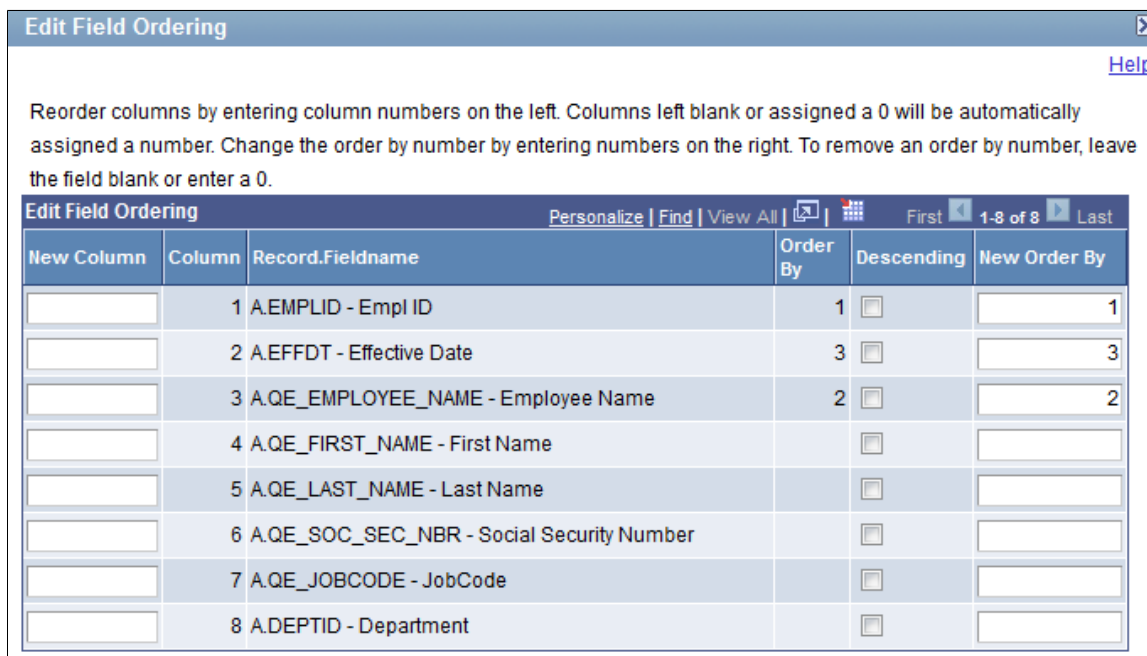 Edit Field Ordering
Help
Reorder columns by entering column numbers on the left. Columns left blank or assigned a 0 will be automatically
assigned a number. Change the order by number by entering numbers on the right. To remove an order by number, leave
the field blank or enter a 0.
Edit Field Ordering Personalize | Find | View All | | First 1-8 of 8 Last
New Column Column Record.Fieldname Order By Descending New Order By
1 A.EMPLID - Empl ID 1 1
2 A.EFFDT - Effective Date 3 3
3 A.QE_EMPLOYEE_NAME - Employee Name 2 2
4 A.QE_FIRST_NAME - First Name
5 A.QE_LAST_NAME - Last Name
6 A.QE_SOC_SEC_NBR - Social Security Number
7 A.QE_JOBCODE - JobCode
8 A.DEPTID - Department